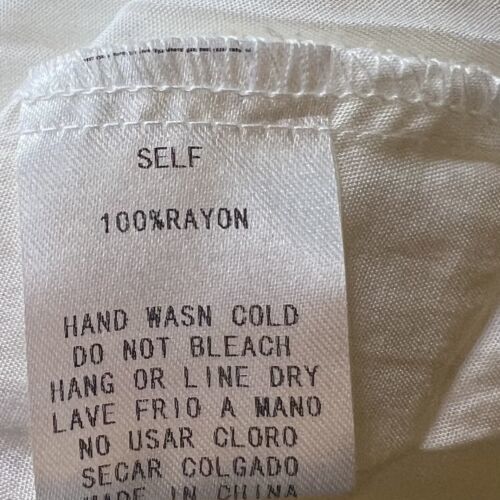 SELF
100%RAYON
HAND WASN COLD
DO NOT BLEACH
HANG OR LINE DRY
LAVE FRIO A MANO
NO USAR CLORO
SECAR COLGADO
MADE IN CHINA